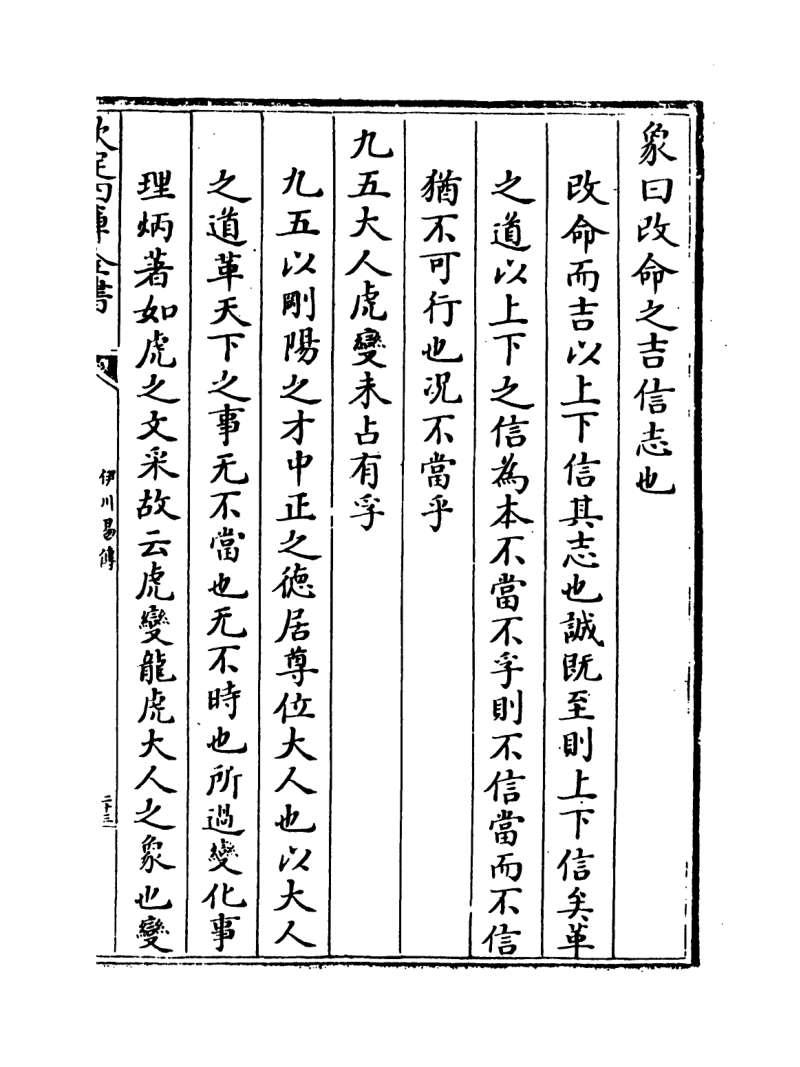 象曰改命之吉信志也
改命而吉以上下信其志也誠既至則上下信矣革
之道以上下之信為本不當不孚則不信當而不信
猶不可行也况不當乎
九五大人虎變未占有孚
九五以剛陽之才中正之德居尊位大人也以大人
之道革天下之事无不當也无不時也所過變化事
理炳著如虎之文采故云虎變龍虎大人之象也變
欽定四庫全書
伊川易傳
二十三